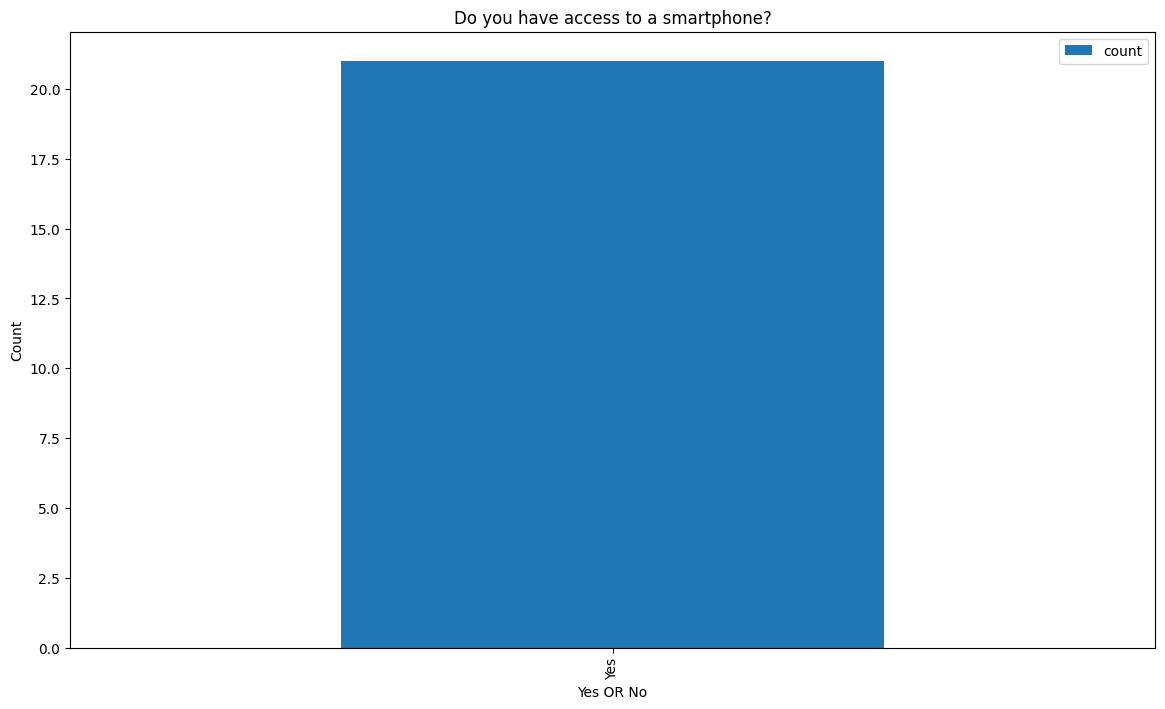 Do you have access to a smartphone?
count
20.0
17.5
15.0
12.5
10.0
7.5
5.0
2.5
0.0
Count
Yes
Yes OR No